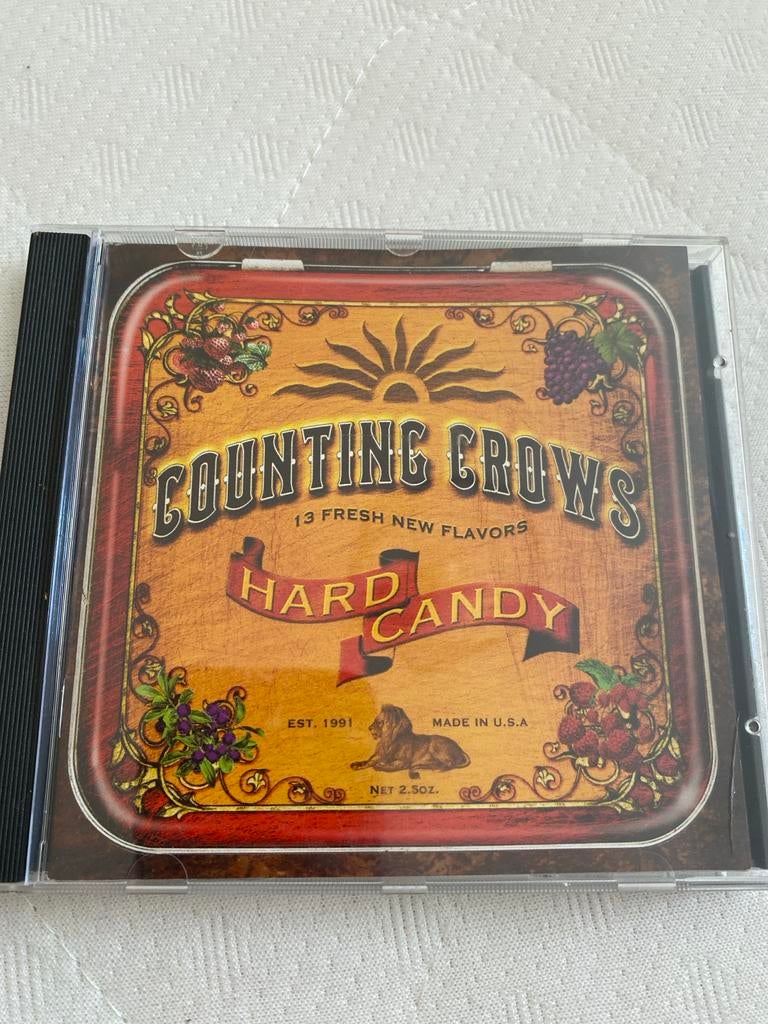 COUNTING CROWS
13 FRESH NEW FLAVORS
HARD
CANDY
EST. 1991 MADE IN U.S.A
NET 2.5OZ.